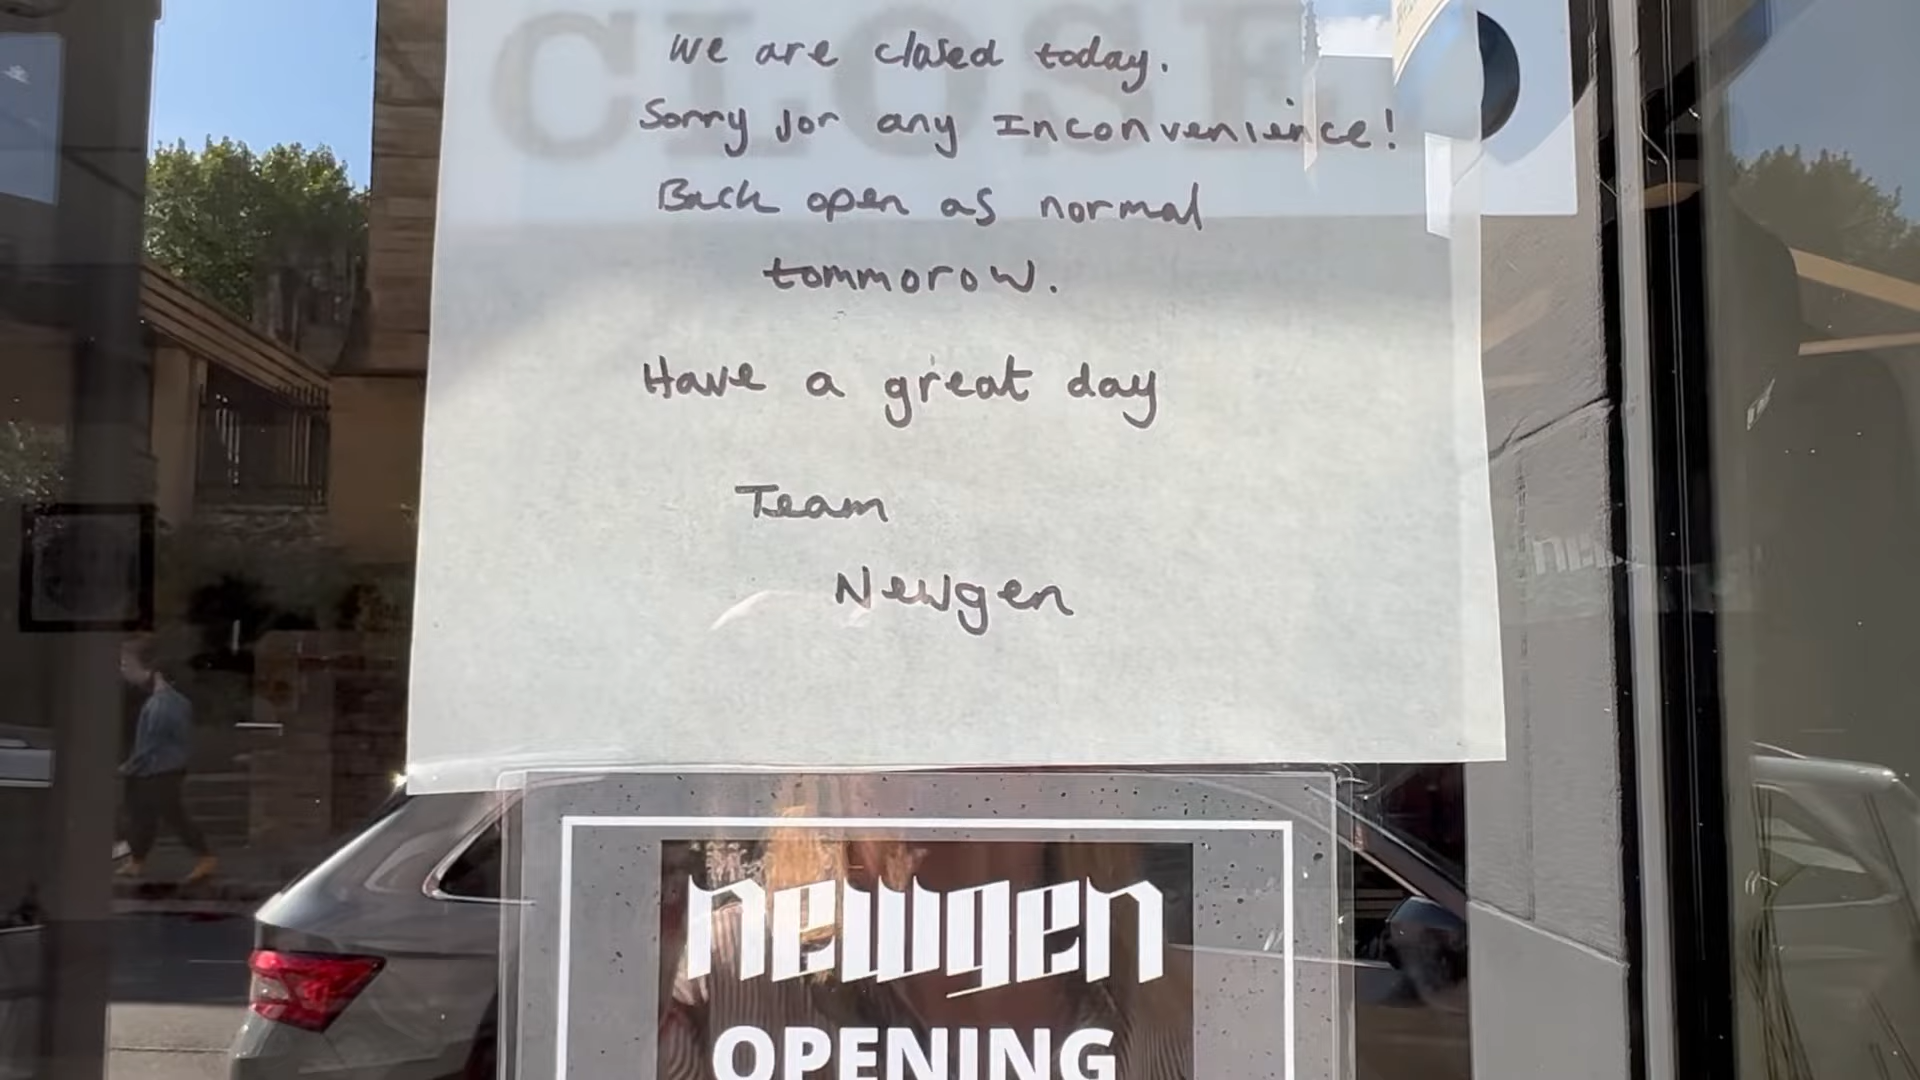 CLOSE
We are closed today.
Sorry for any Inconvenience!
Back open as normal
tommorow.
Have a great day
Team
Newgen
newgen
OPENING